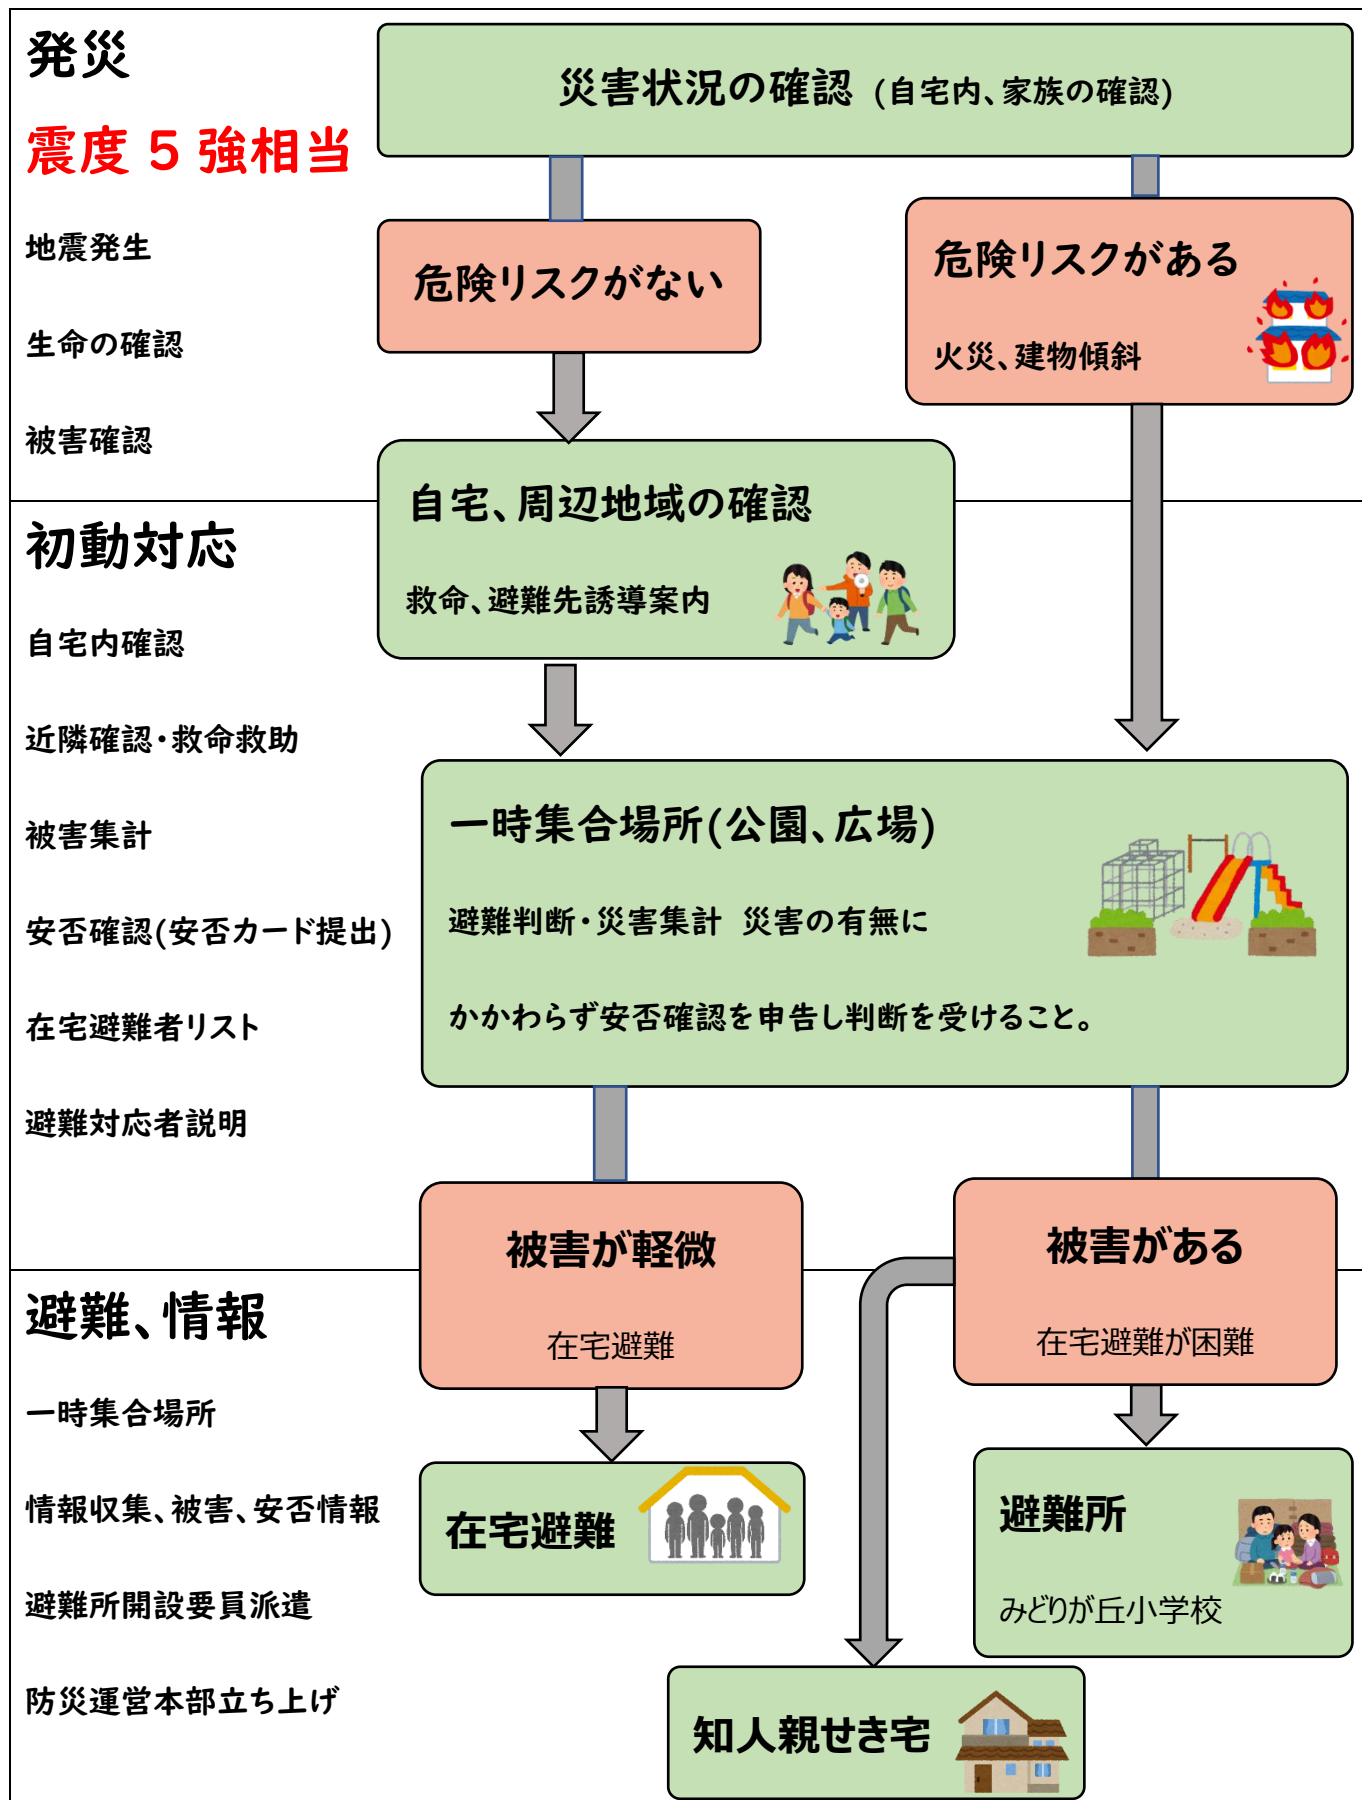 発災
震度 5 強相当
地震発生
生命の確認
被害確認
災害状況の確認 (自宅内、家族の確認)
危険リスクがない
危険リスクがある
火災、建物傾斜
初動対応
自宅内確認
近隣確認・救命救助
被害集計
安否確認(安否カード提出)
在宅避難者リスト
避難対応者説明
自宅、周辺地域の確認
救命、避難先誘導案内
一時集合場所(公園、広場)
避難判断・災害集計 災害の有無に
かかわらず安否確認を申告し判断を受けること。
被害が軽微
在宅避難
被害がある
在宅避難が困難
避難、情報
一時集合場所
情報収集、被害、安否情報
避難所開設要員派遣
防災運営本部立ち上げ
在宅避難
避難所
みどりが丘小学校
知人親せき宅